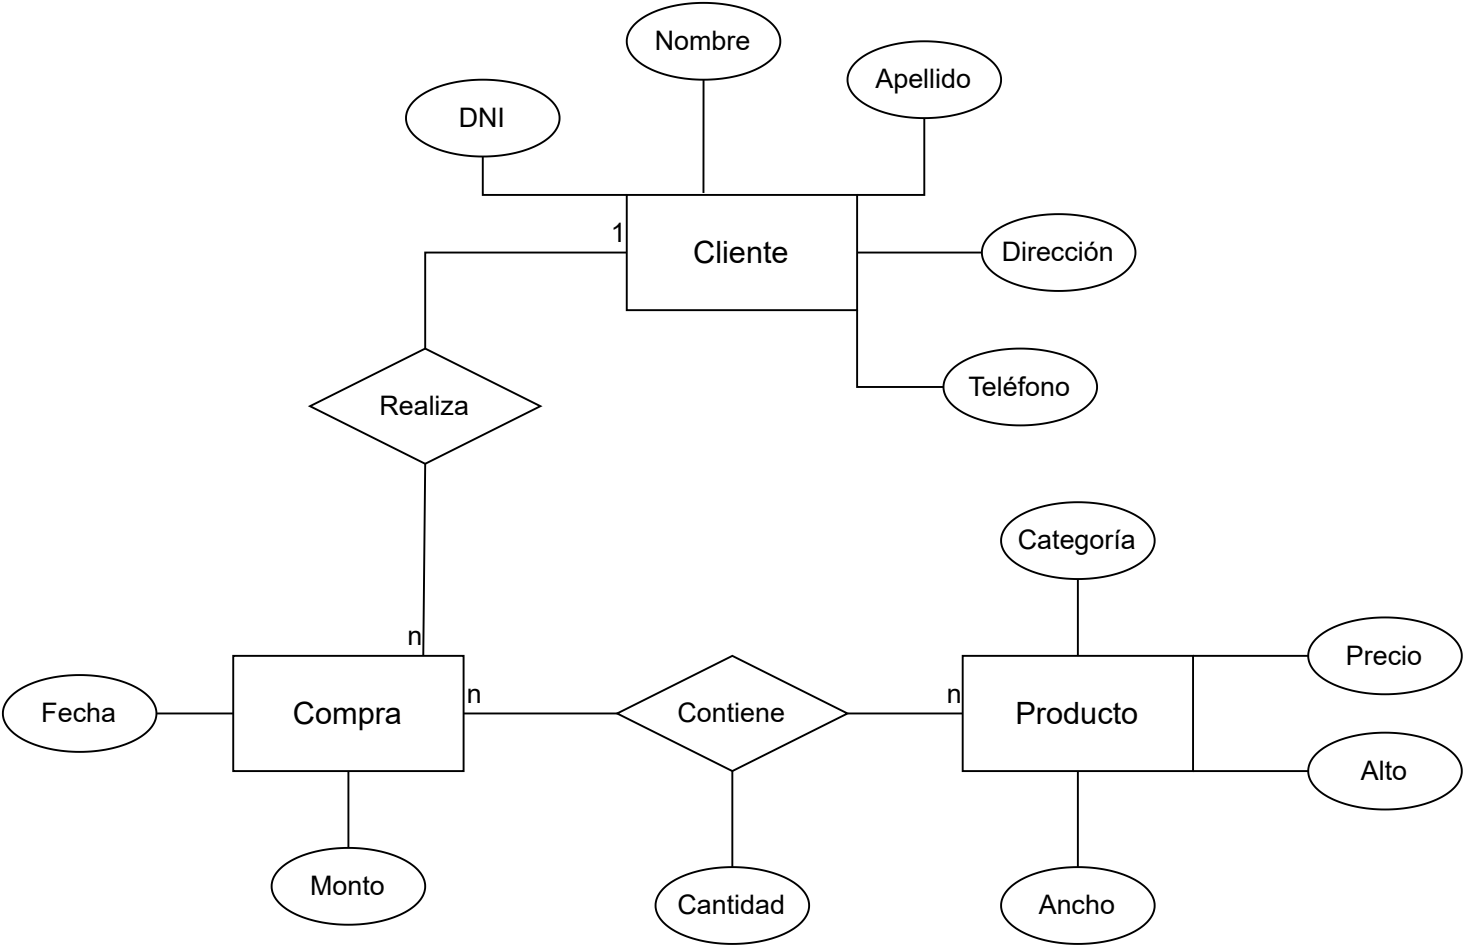 Nombre
Apellido
DNI
1
Cliente
Dirección
Teléfono
Realiza
Categoría
n
Precio
n
n
Fecha
Compra
Contiene
Producto
Alto
Monto
Cantidad
Ancho